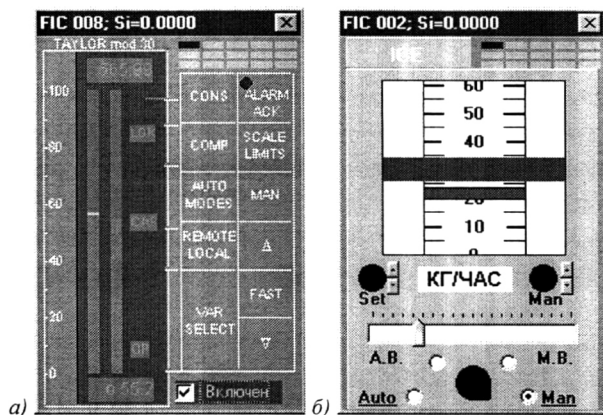 FIC 008; Si=0.0000
TAYLOR mod 30
100
80
60
40
20
0
CONS
ALARM ACK
COMP
SCALE LIMITS
AUTO MODES
MAN
REMOTE LOCAL
FAST
VAR SELECT
Включен
а)
FIC 002; Si=0.0000
60
50
40
20
10
0
Set
КГ/ЧАС
Man
А.В.
М.В.
Auto
Man
б)